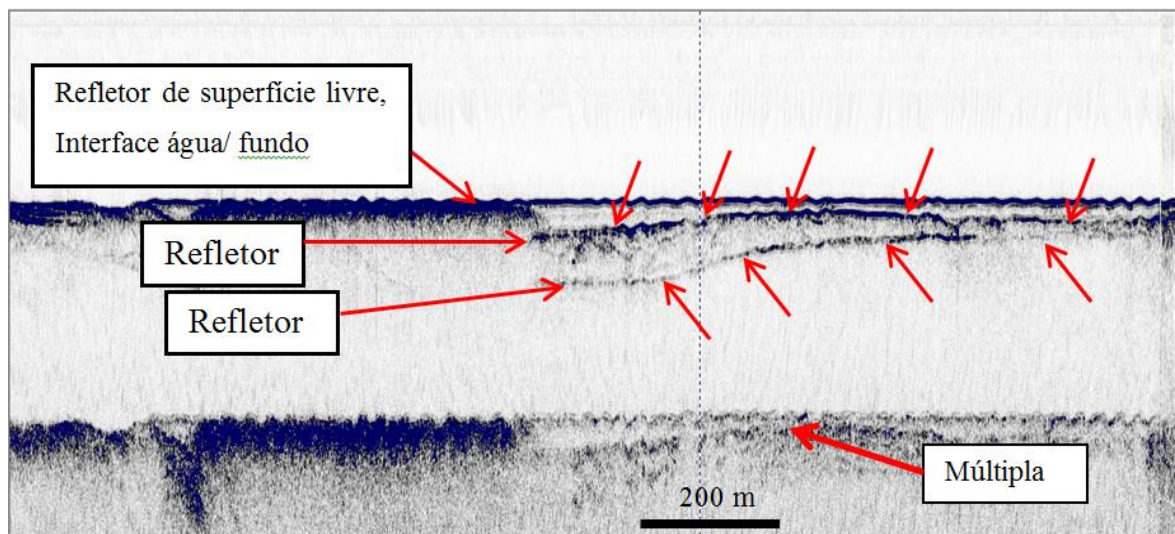 Refletor de superfície livre,
Interface água/ fundo
Refletor
Refletor
Múltipla
200 m